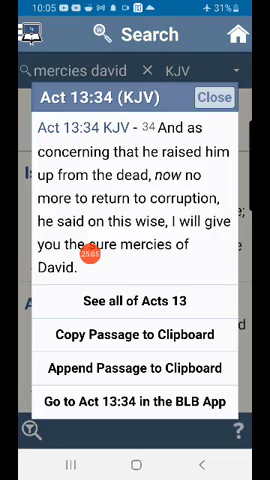 10:05
31%
Search
mercies david × KJV
Act 13:34 (KJV) Close
Act 13:34 KJV - 34 And as
concerning that he raised him
up from the dead, now no
more to return to corruption,
he said on this wise, I will give
you the sure mercies of
David.
25:05
See all of Acts 13
Copy Passage to Clipboard
Append Passage to Clipboard
Go to Act 13:34 in the BLB App
?